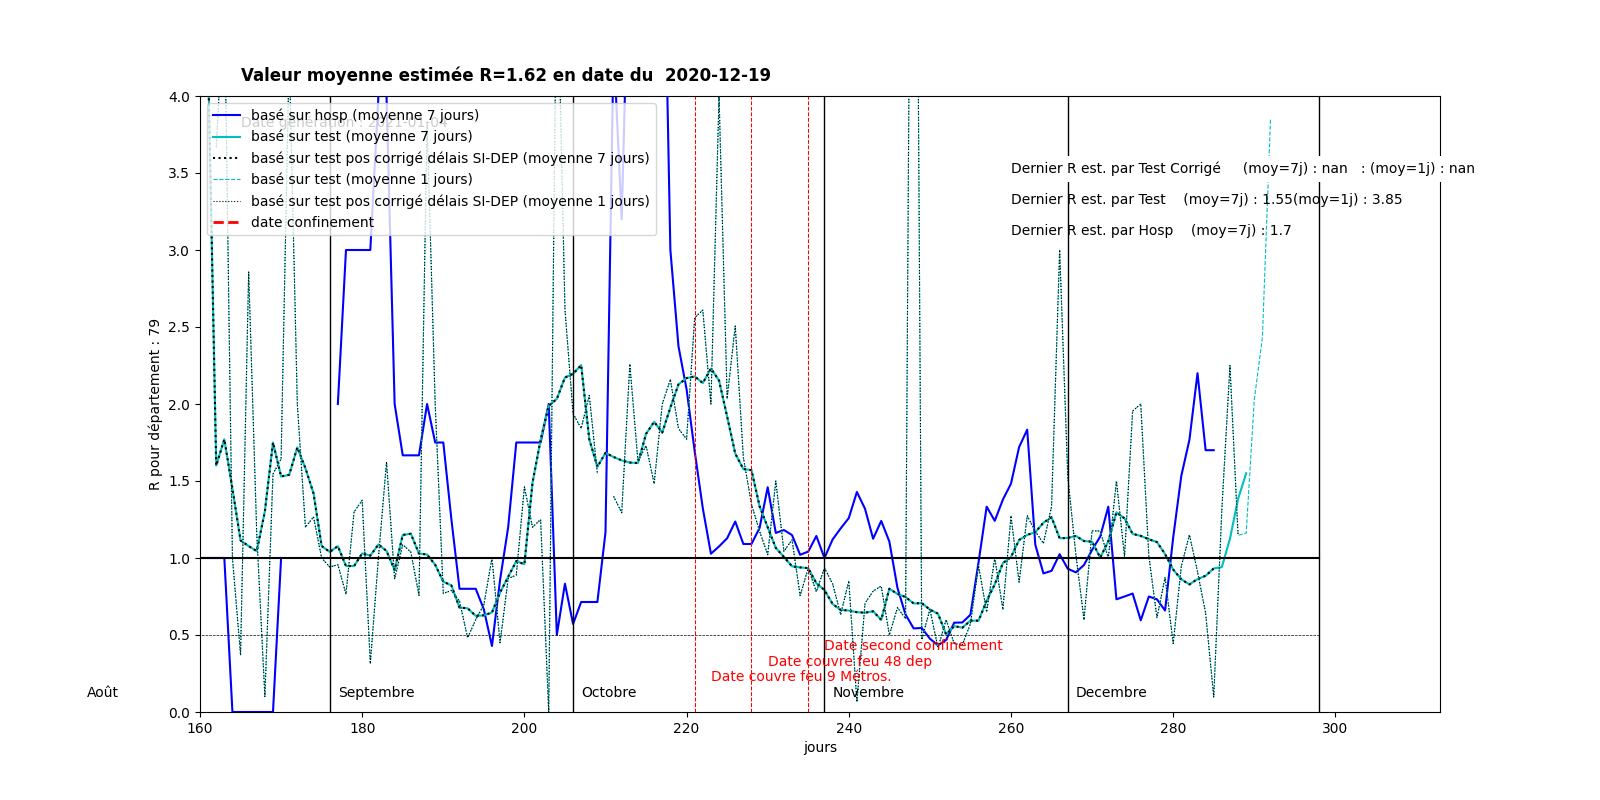 Valeur moyenne estimée R=1.62 en date du  2020-12-19
Date generation : 2021-01-04
basé sur hosp (moyenne 7 jours)
basé sur test (moyenne 7 jours)
basé sur test pos corrigé délais SI-DEP (moyenne 7 jours)
basé sur test (moyenne 1 jours)
basé sur test pos corrigé délais SI-DEP (moyenne 1 jours)
date confinement
Dernier R est. par Test Corrigé     (moy=7j) : nan   : (moy=1j) : nan
Dernier R est. par Test    (moy=7j) : 1.55(moy=1j) : 3.85
Dernier R est. par Hosp    (moy=7j) : 1.7
R pour département : 79
4.0
3.5
3.0
2.5
2.0
1.5
1.0
0.5
0.0
Date second confinement
Date couvre feu 48 dep
Date couvre feu 9 Metros.
Août
Septembre
Octobre
Novembre
Decembre
160
180
200
220
240
260
280
300
jours